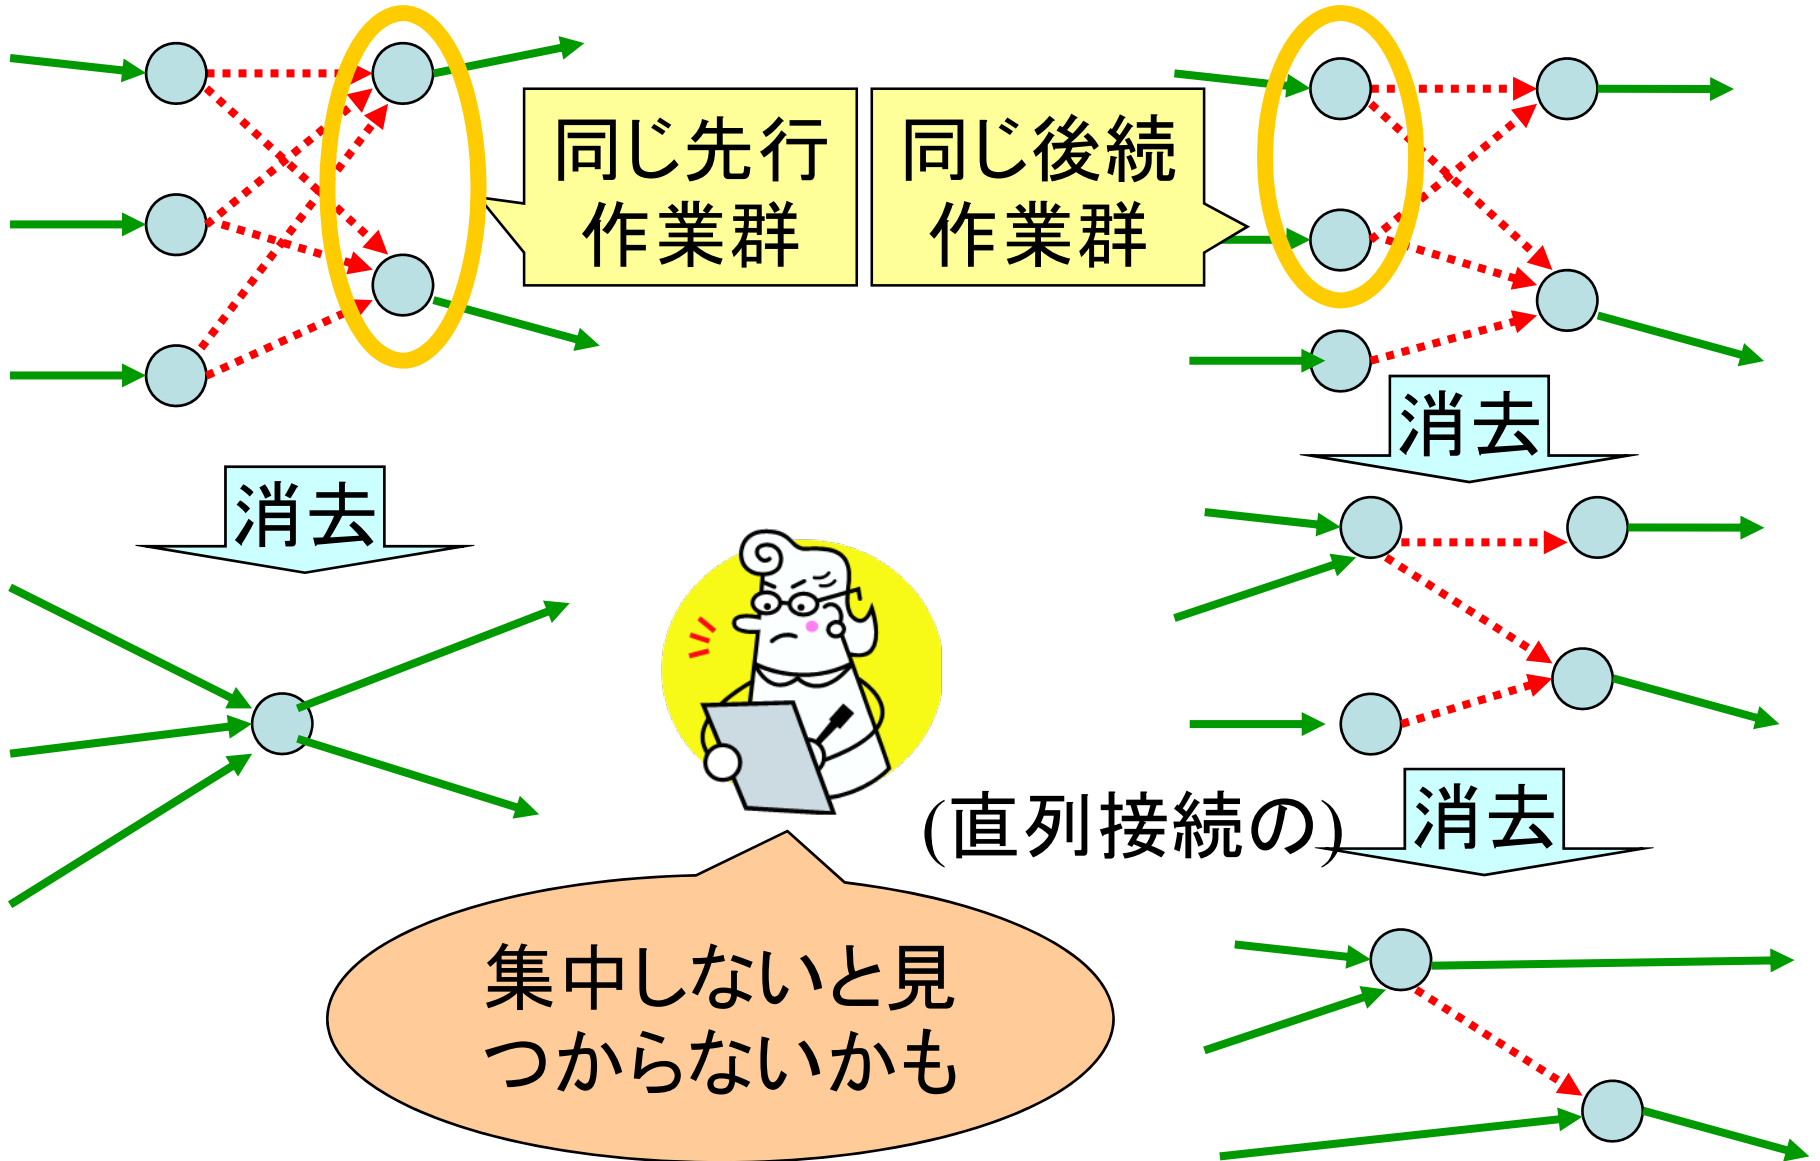 同じ先行
作業群
同じ後続
作業群
消去
消去
(直列接続の)
消去
集中しないと見
つからないかも